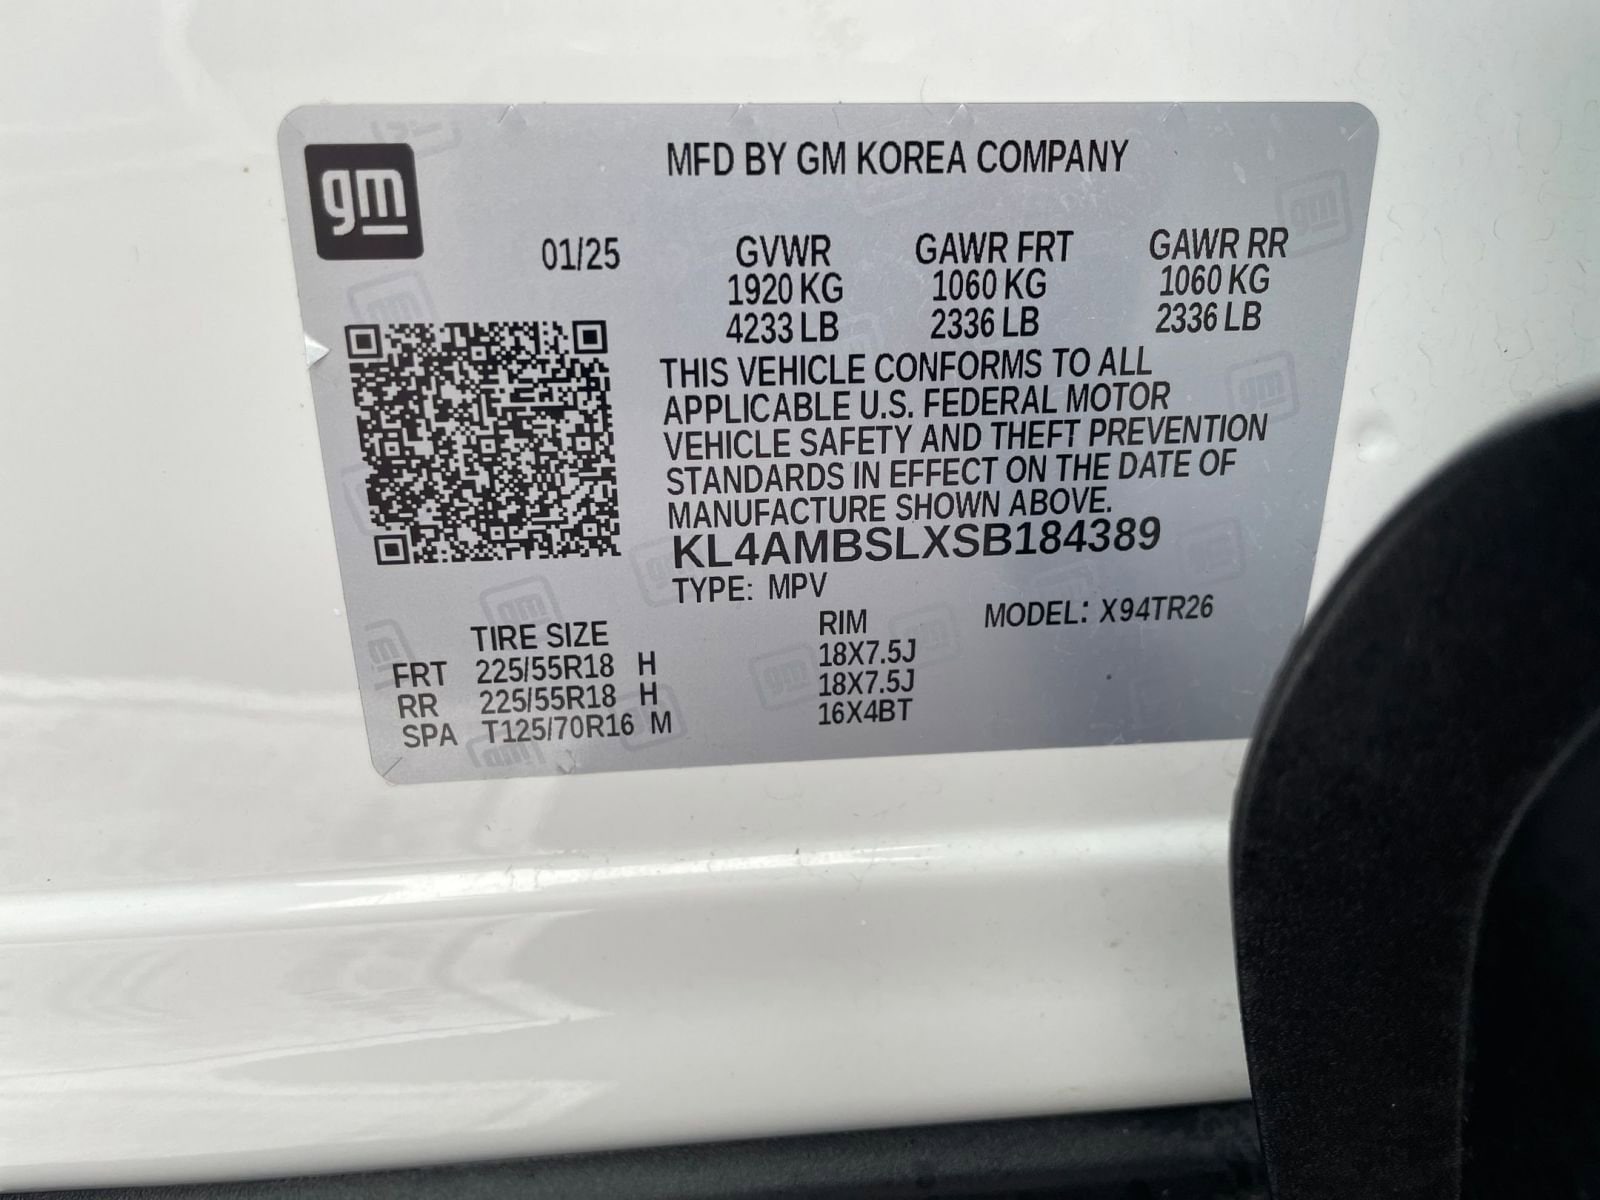 gm
MFD BY GM KOREA COMPANY
01/25 GVWR GAWR FRT GAWR RR
1920 KG 1060 KG 1060 KG
4233 LB 2336 LB 2336 LB
THIS VEHICLE CONFORMS TO ALL
APPLICABLE U.S. FEDERAL MOTOR
VEHICLE SAFETY AND THEFT PREVENTION
STANDARDS IN EFFECT ON THE DATE OF
MANUFACTURE SHOWN ABOVE.
KL4AMBSLXSB184389
TYPE: MPV
TIRE SIZE RIM MODEL: X94TR26
FRT 225/55R18 H 18X7.5J
RR 225/55R18 H 18X7.5J
SPA T125/70R16 M 16X4BT